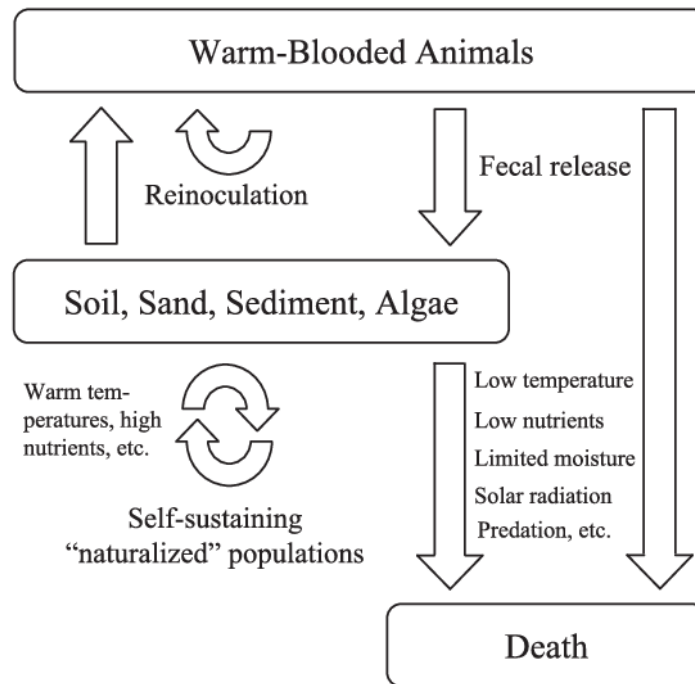 Warm-Blooded Animals
Reinoculation
Fecal release
Soil, Sand, Sediment, Algae
Warm tem-
peratures, high
nutrients, etc.
Self-sustaining
“naturalized” populations
Low temperature
Low nutrients
Limited moisture
Solar radiation
Predation, etc.
Death